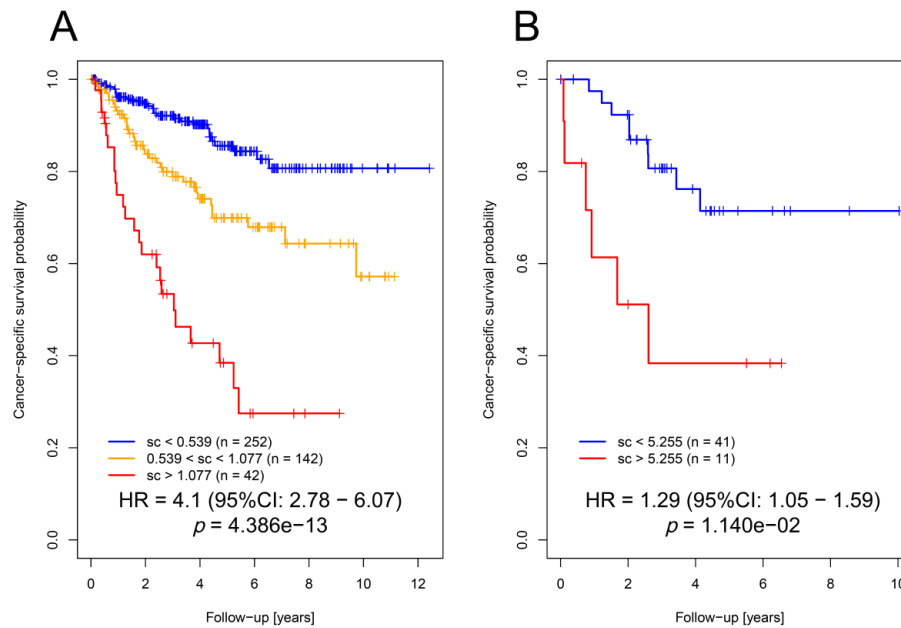 A
Cancer-specific survival probability
1.0
0.8
0.6
0.4
0.2
0.0
sc < 0.539 (n = 252)
0.539 < sc < 1.077 (n = 142)
sc > 1.077 (n = 42)
HR = 4.1 (95%CI: 2.78 − 6.07)
p = 4.386e−13
0 2 4 6 8 10 12
Follow−up [years]
B
Cancer-specific survival probability
1.0
0.8
0.6
0.4
0.2
0.0
sc < 5.255 (n = 41)
sc > 5.255 (n = 11)
HR = 1.29 (95%CI: 1.05 − 1.59)
p = 1.140e−02
0 2 4 6 8 10
Follow−up [years]